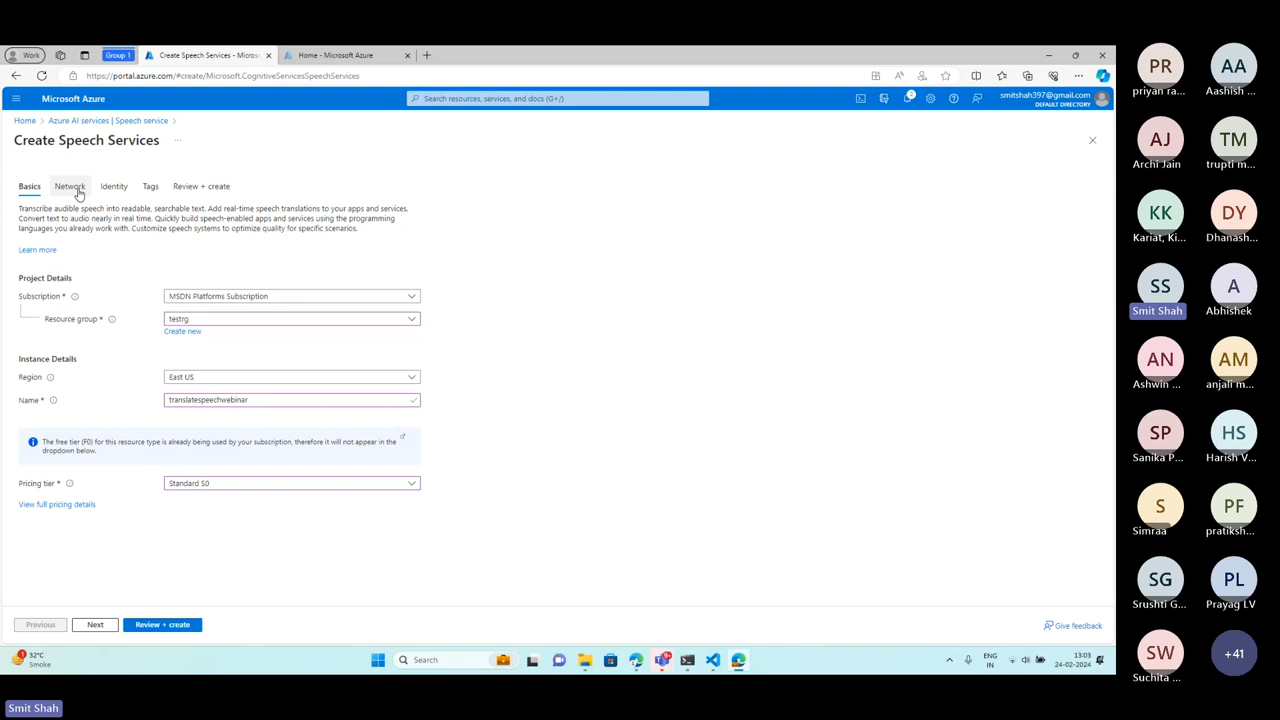 Work
Group 1
Create Speech Services - Micros
Home - Microsoft Azure
https://portal.azure.com/#create/Microsoft.CognitiveServicesSpeechServices
Microsoft Azure
Search resources, services, and docs (G+/)
2
smitshah397@gmail.com
DEFAULT DIRECTORY
Home > Azure AI services | Speech service >
Create Speech Services ...
Basics Network Identity Tags Review + create
Transcribe audible speech into readable, searchable text. Add real-time speech translations to your apps and services.
Convert text to audio nearly in real time. Quickly build speech-enabled apps and services using the programming
languages you already work with. Customize speech systems to optimize quality for specific scenarios.
Learn more
Project Details
Subscription * MSDN Platforms Subscription
Resource group * testrg
Create new
Instance Details
Region East US
Name * translatespeechwebinar
The free tier (F0) for this resource type is already being used by your subscription, therefore it will not appear in the
dropdown below.
Pricing tier * Standard S0
View full pricing details
Previous Next Review + create
Give feedback
32°C
Smoke
Search
ENG
IN
13:03
24-02-2024
Smit Shah
PR AA
priyan ra... Aashish ...
AJ TM
Archi Jain trupti m...
KK DY
Kariat, Ki... Dhanash...
SS A
Smit Shah Abhishek
AN AM
Ashwin ... anjali m...
SP HS
Sanika P... Harish V...
S PF
Simraa pratiksh...
SG PL
Srushti G... Prayag LV
SW +41
Suchita ...